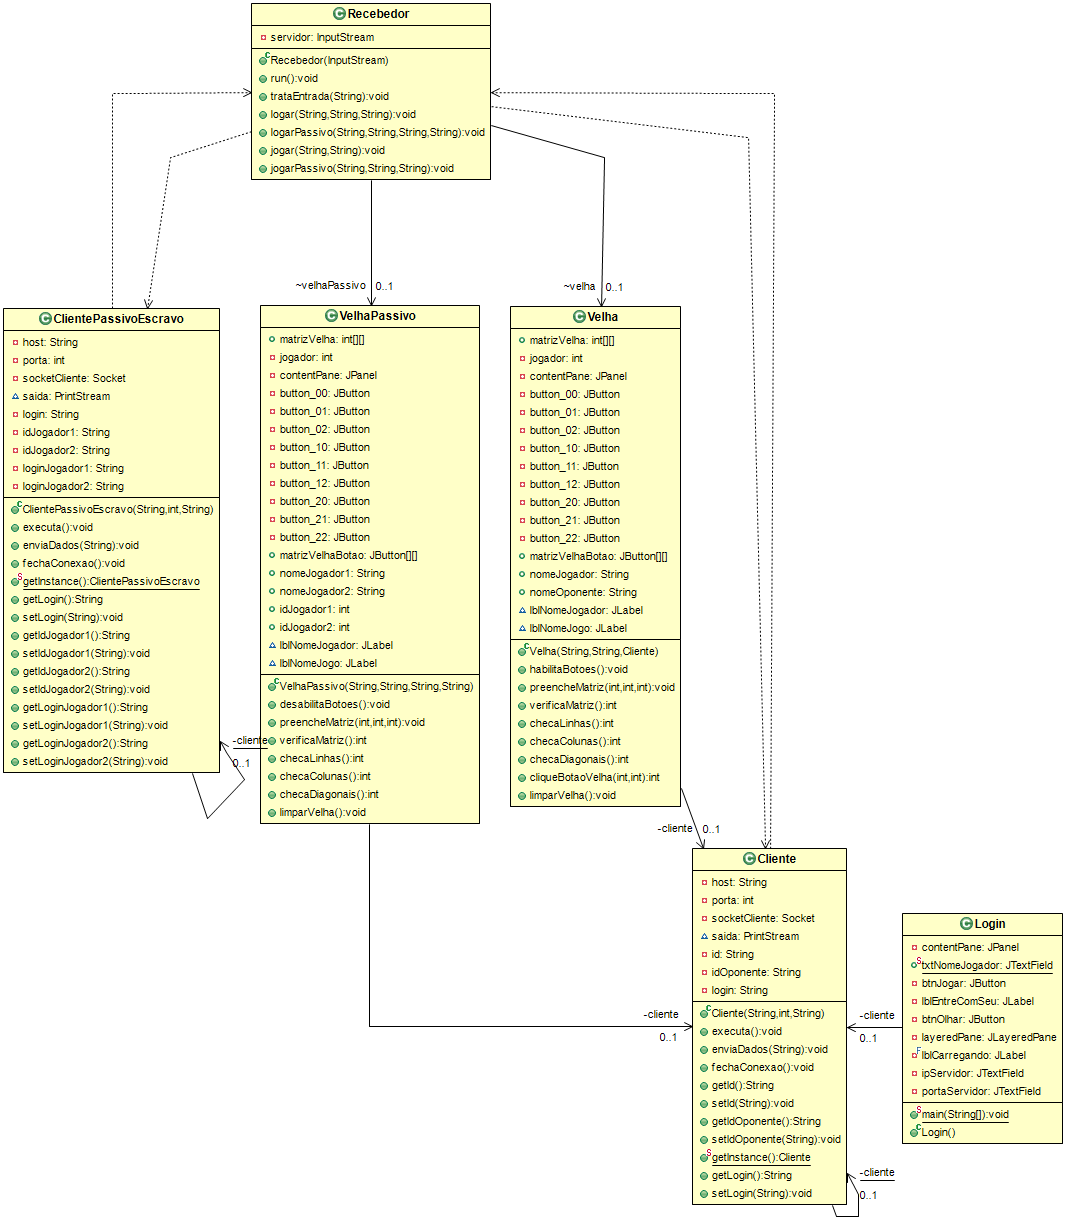 Recebedor
servidor: InputStream
Recebedor(InputStream)
run():void
trataEntrada(String):void
logar(String,String,String):void
logarPassivo(String,String,String,String):void
jogar(String,String):void
jogarPassivo(String,String,String):void
~velhaPassivo
0..1
~velha
0..1
ClientePassivoEscravo
host: String
porta: int
socketCliente: Socket
saida: PrintStream
login: String
idJogador1: String
idJogador2: String
loginJogador1: String
loginJogador2: String
ClientePassivoEscravo(String,int,String)
executa():void
enviaDados(String):void
fechaConexao():void
getInstance():ClientePassivoEscravo
getLogin():String
setLogin(String):void
getIdJogador1():String
setIdJogador1(String):void
getIdJogador2():String
setIdJogador2(String):void
getLoginJogador1():String
setLoginJogador1(String):void
getLoginJogador2():String
setLoginJogador2(String):void
-cliente
0..1
VelhaPassivo
matrizVelha: int[][]
jogador: int
contentPane: JPanel
button_00: JButton
button_01: JButton
button_02: JButton
button_10: JButton
button_11: JButton
button_12: JButton
button_20: JButton
button_21: JButton
button_22: JButton
matrizVelhaBotao: JButton[][]
nomeJogador1: String
nomeJogador2: String
idJogador1: int
idJogador2: int
lblNomeJogador: JLabel
lblNomeJogo: JLabel
VelhaPassivo(String,String,String,String)
desabilitaBotoes():void
preencheMatriz(int,int,int):void
verificaMatriz():int
checaLinhas():int
checaColunas():int
checaDiagonais():int
limparVelha():void
Velha
matrizVelha: int[][]
jogador: int
contentPane: JPanel
button_00: JButton
button_01: JButton
button_02: JButton
button_10: JButton
button_11: JButton
button_12: JButton
button_20: JButton
button_21: JButton
button_22: JButton
matrizVelhaBotao: JButton[][]
nomeJogador: String
nomeOponente: String
lblNomeJogador: JLabel
lblNomeJogo: JLabel
Velha(String,String,Cliente)
habilitaBotoes():void
preencheMatriz(int,int,int):void
verificaMatriz():int
checaLinhas():int
checaColunas():int
checaDiagonais():int
cliqueBotaoVelha(int,int):int
limparVelha():void
-cliente
0..1
-cliente
0..1
Cliente
host: String
porta: int
socketCliente: Socket
saida: PrintStream
id: String
idOponente: String
login: String
Cliente(String,int,String)
executa():void
enviaDados(String):void
fechaConexao():void
getId():String
setId(String):void
getIdOponente():String
setIdOponente(String):void
getInstance():Cliente
getLogin():String
setLogin(String):void
-cliente
0..1
-cliente
0..1
Login
contentPane: JPanel
txtNomeJogador: JTextField
btnJogar: JButton
lblEntreComSeu: JLabel
btnOlhar: JButton
layeredPane: JLayeredPane
lblCarregando: JLabel
ipServidor: JTextField
portaServidor: JTextField
main(String[]):void
Login()